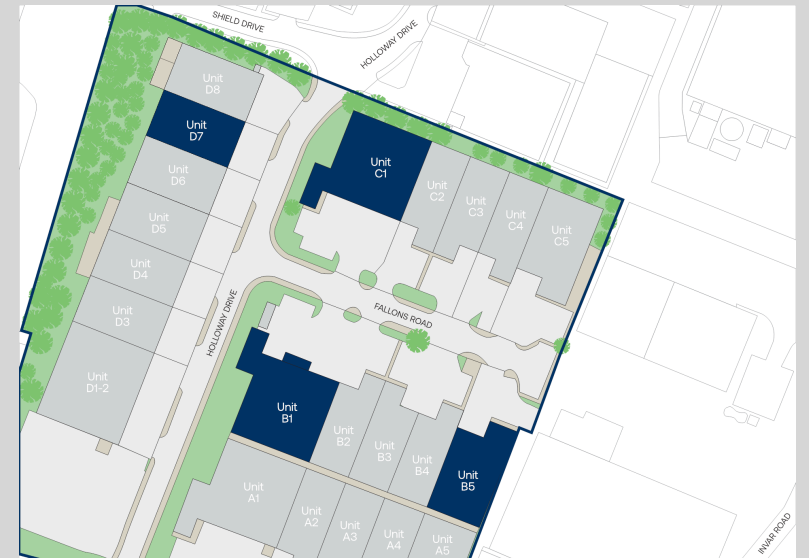 SHIELD DRIVE
HOLLOWAY DRIVE
Unit
D8
Unit
D7
Unit
D6
Unit
D5
Unit
D4
Unit
D3
Unit
D1-2
Unit
C1
Unit
C2
Unit
C3
Unit
C4
Unit
C5
HOLLOWAY DRIVE
FALLONS ROAD
Unit
B1
Unit
B2
Unit
B3
Unit
B4
Unit
B5
Unit
A1
Unit
A2
Unit
A3
Unit
A4
Unit
A5
INVAR ROAD